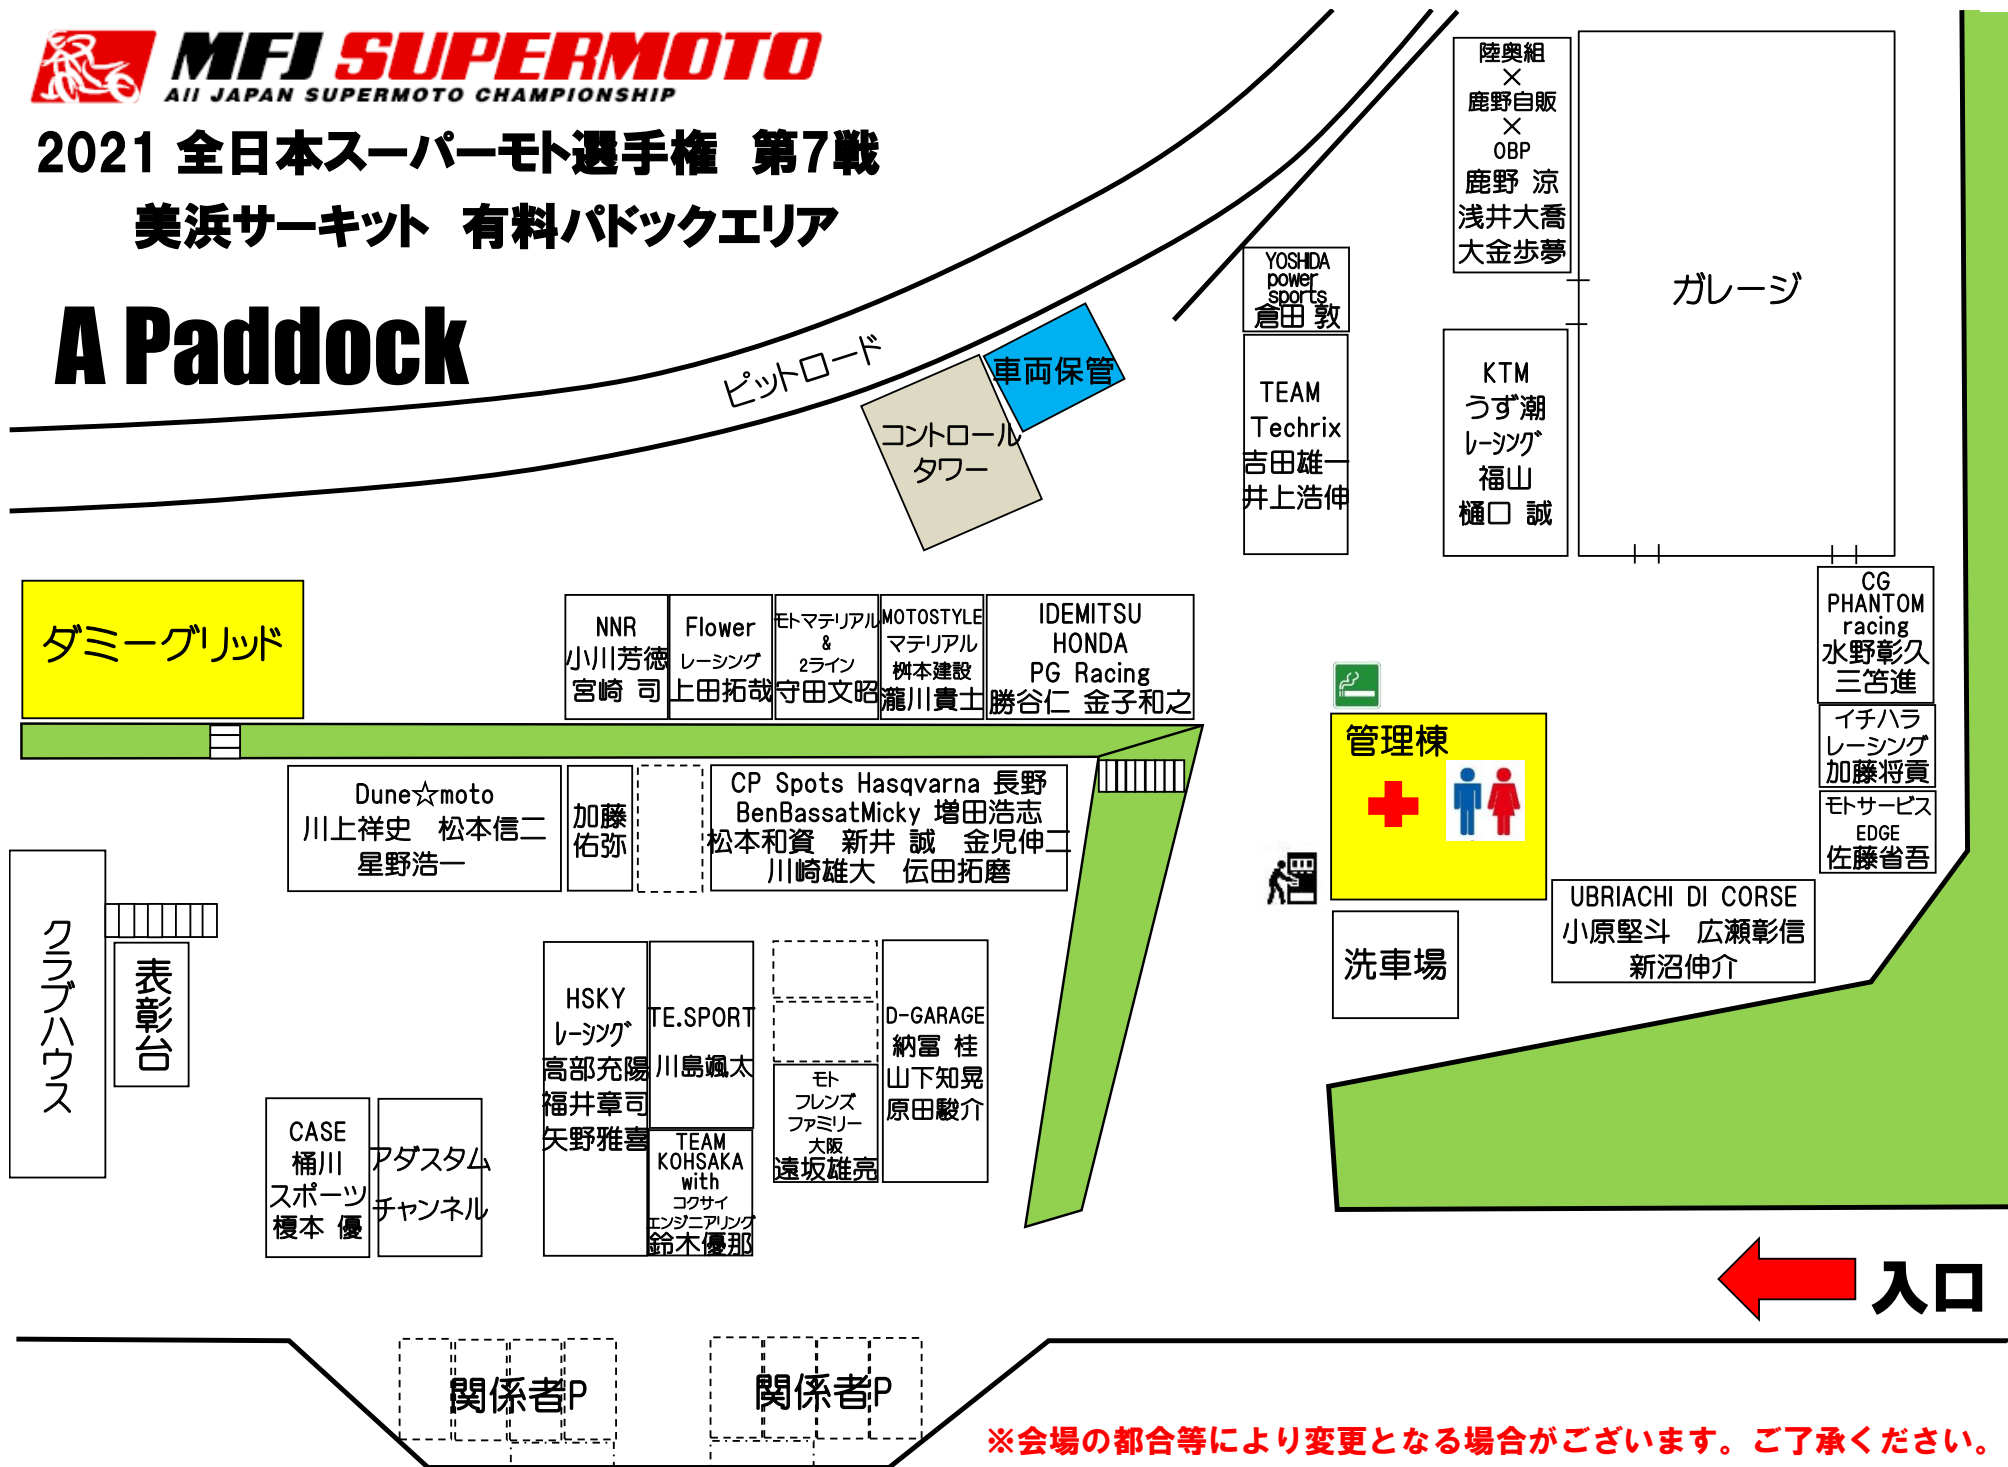 MFJ SUPERMOTO
All JAPAN SUPERMOTO CHAMPIONSHIP
2021 全日本スーパーモト選手権 第7戦
美浜サーキット 有料パドックエリア
A Paddock
ピットロード
車両保管
コントロール
タワー
陸奥組
×
鹿野自販
×
OBP
鹿野 涼
浅井大喬
大金歩夢
ガレージ
YOSHIDA
power
sports
倉田 敦
TEAM
Techrix
吉田雄一
井上浩伸
KTM
うず潮
レーシング
福山
樋口 誠
ダミーグリッド
NNR
小川芳徳
宮崎 司
Flower
レーシング
上田拓哉
モトマテリアル
&
2ライン
守田文昭
MOTOSTYLE
マテリアル
桝本建設
瀧川貴士
IDEMITSU
HONDA
PG Racing
勝谷仁 金子和之
CG
PHANTOM
racing
水野彰久
三笘進
イチハラ
レーシング
加藤将貢
モトサービス
EDGE
佐藤省吾
管理棟
Dune☆moto
川上祥史 松本信二
星野浩一
加藤
佑弥
CP Spots Hasqvarna 長野
BenBassatMicky 増田浩志
松本和資 新井 誠 金児伸二
川崎雄大 伝田拓磨
UBRIACHI DI CORSE
小原堅斗 広瀬彰信
新沼伸介
洗車場
クラブハウス
表彰台
HSKY
レーシング
高部充陽
福井章司
矢野雅喜
TE.SPORT
川島颯太
TEAM
KOHSAKA
with
コクサイ
エンジニアリング
鈴木優那
モト
フレンズ
ファミリー
大阪
遠坂雄亮
D-GARAGE
納冨 桂
山下知晃
原田駿介
CASE
桶川
スポーツ
榎本 優
アダスタム
チャンネル
入口
関係者P
関係者P
※会場の都合等により変更となる場合がございます。ご了承ください。